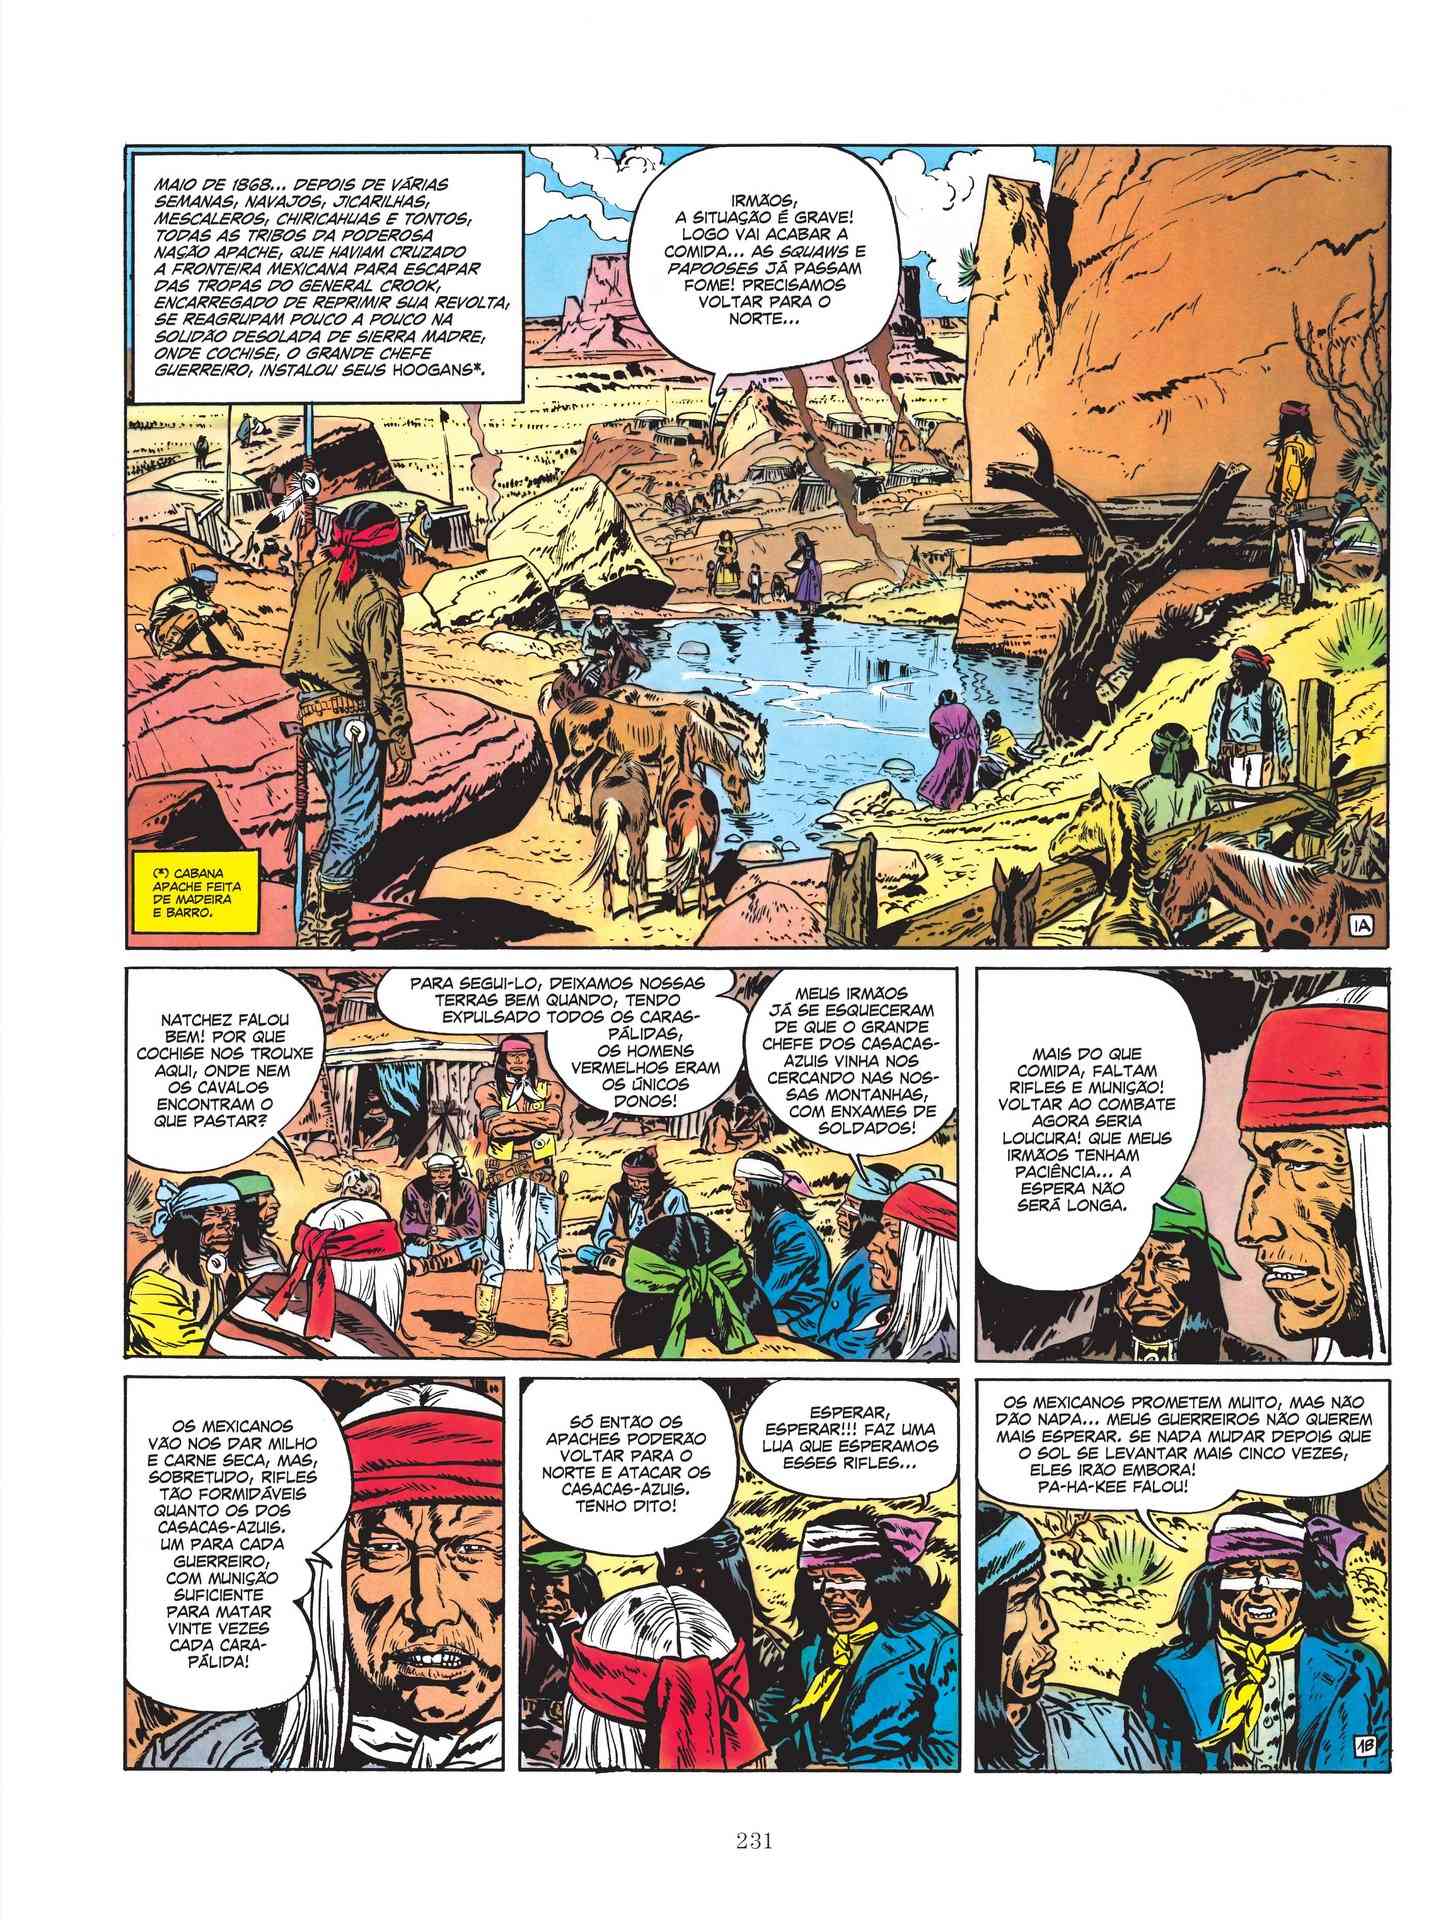 MAIO DE 1868... DEPOIS DE VÁRIAS
SEMANAS, NAVAJOS, JICARILHAS,
MESCALEROS, CHIRICAHUAS E TONTOS,
TODAS AS TRIBOS DA PODEROSA
NAÇÃO APACHE, QUE HAVIAM CRUZADO
A FRONTEIRA MEXICANA PARA ESCAPAR
DAS TROPAS DO GENERAL CROOK,
ENCARREGADO DE REPRIMIR SUA REVOLTA,
SE REAGRUPAM POUCO A POUCO NA
SOLIDÃO DESOLADA DE SIERRA MADRE,
ONDE COCHISE, O GRANDE CHEFE
GUERREIRO, INSTALOU SEUS HOOGANS*.
IRMÃOS,
A SITUAÇÃO É GRAVE!
LOGO VAI ACABAR A
COMIDA... AS SQUAWS E
PAPOOSES JÁ PASSAM
FOME! PRECISAMOS
VOLTAR PARA O
NORTE...
(*) CABANA
APACHE FEITA
DE MADEIRA
E BARRO.
1A
NATCHEZ FALOU
BEM! POR QUE
COCHISE NOS TROUXE
AQUI, ONDE NEM
OS CAVALOS
ENCONTRAM O
QUE PASTAR?
PARA SEGUI-LO, DEIXAMOS NOSSAS
TERRAS BEM QUANDO, TENDO
EXPULSADO TODOS OS CARAS-
PÁLIDAS,
OS HOMENS
VERMELHOS ERAM
OS ÚNICOS
DONOS!
MEUS IRMÃOS
JÁ SE ESQUECERAM
DE QUE O GRANDE
CHEFE DOS CASACAS-
AZUIS VINHA NOS
CERCANDO NAS NOS-
SAS MONTANHAS,
COM ENXAMES DE
SOLDADOS!
MAIS DO QUE
COMIDA, FALTAM
RIFLES E MUNIÇÃO!
VOLTAR AO COMBATE
AGORA SERIA
LOUCURA! QUE MEUS
IRMÃOS TENHAM
PACIÊNCIA... A
ESPERA NÃO
SERÁ LONGA.
OS MEXICANOS
VÃO NOS DAR MILHO
E CARNE SECA, MAS,
SOBRETUDO, RIFLES
TÃO FORMIDÁVEIS
QUANTO OS DOS
CASACAS-AZUIS.
UM PARA CADA
GUERREIRO,
COM MUNIÇÃO
SUFICIENTE
PARA MATAR
VINTE VEZES
CADA CARA-
PÁLIDA!
SÓ ENTÃO OS
APACHES PODERÃO
VOLTAR PARA O
NORTE E ATACAR OS
CASACAS-AZUIS.
TENHO DITO!
ESPERAR,
ESPERAR!!! FAZ UMA
LUA QUE ESPERAMOS
ESSES RIFLES...
OS MEXICANOS PROMETEM MUITO, MAS NÃO
DÃO NADA... MEUS GUERREIROS NÃO QUEREM
MAIS ESPERAR. SE NADA MUDAR DEPOIS QUE
O SOL SE LEVANTAR MAIS CINCO VEZES,
ELES IRÃO EMBORA!
PA-HA-KEE FALOU!
1B
231